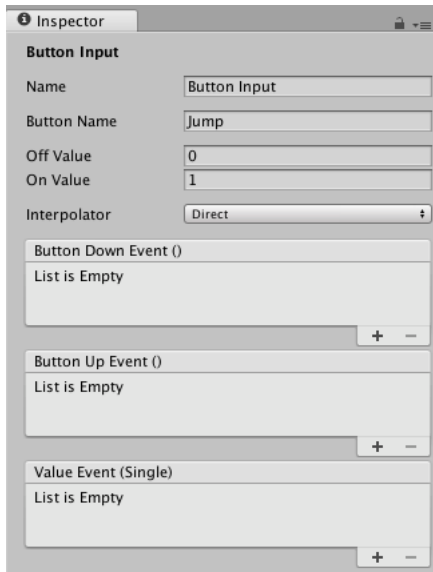 Inspector
Button Input
Name Button Input
Button Name Jump
Off Value 0
On Value 1
Interpolator Direct
Button Down Event ()
List is Empty
+ −
Button Up Event ()
List is Empty
+ −
Value Event (Single)
List is Empty
+ −